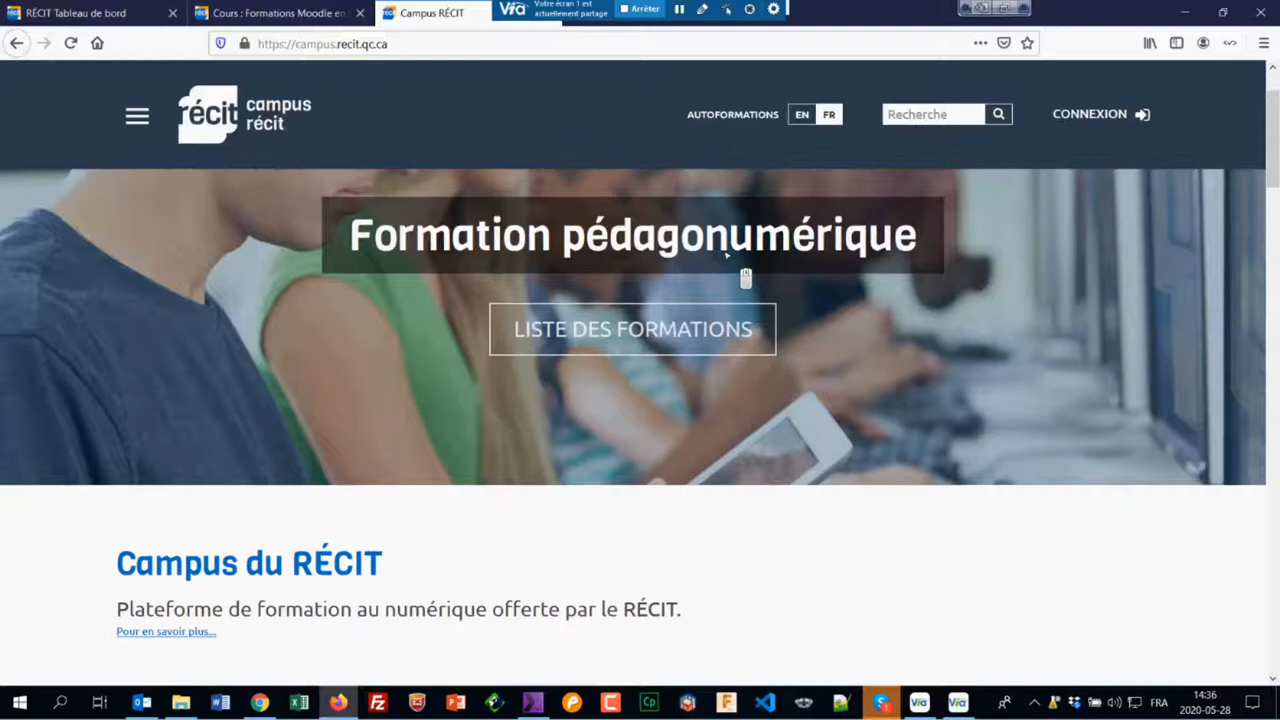 RÉCIT Tableau de bord
Cours : Formations Moodle en
Campus RÉCIT
Via
Votre écran 1 est
actuellement partagé
Arrêter
https://campus.recit.qc.ca
récit
campus
récit
AUTOFORMATIONS
EN
FR
Recherche
CONNEXION
Formation pédagonumérique
LISTE DES FORMATIONS
Campus du RÉCIT
Plateforme de formation au numérique offerte par le RÉCIT.
Pour en savoir plus...
FRA
14:36
2020-05-28